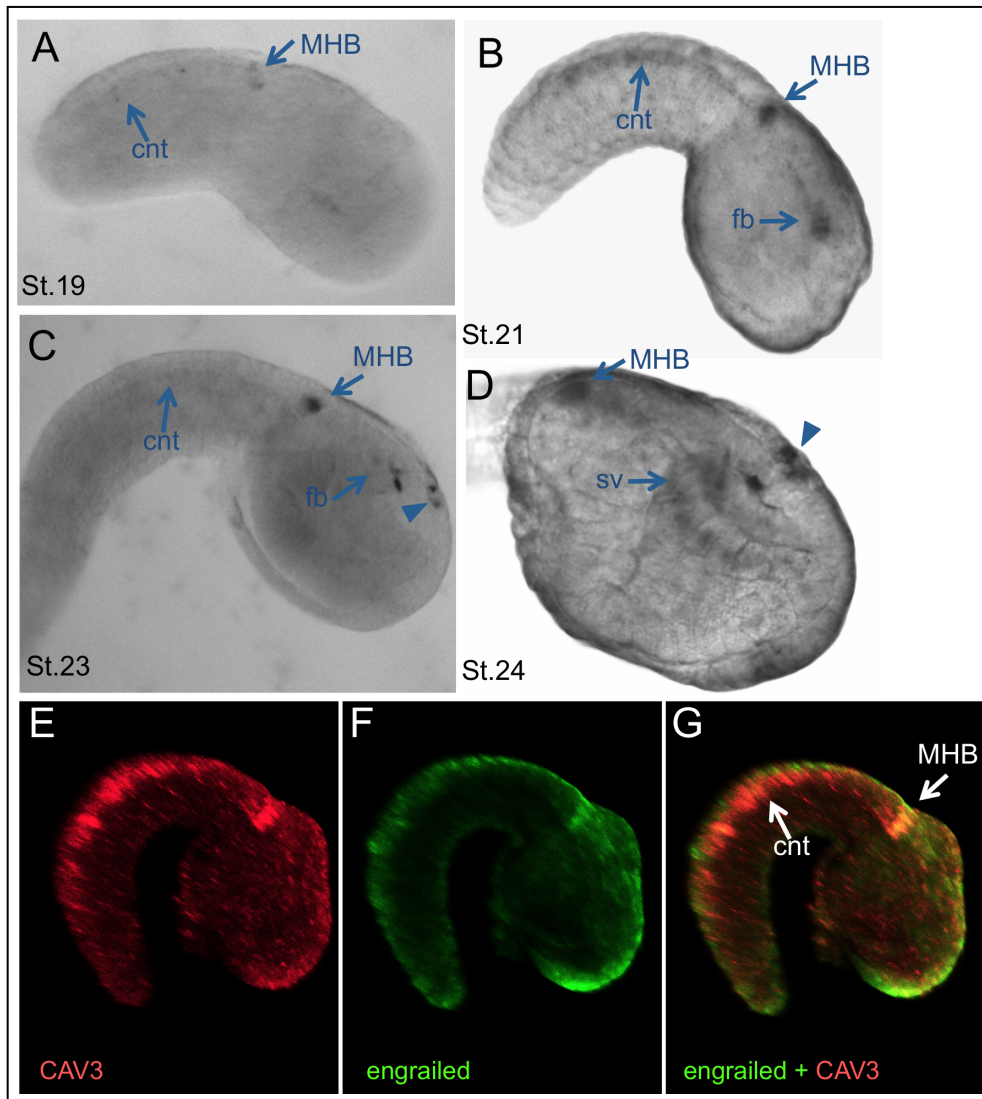 A
MHB
cnt
St.19
B
MHB
cnt
fb
St.21
C
MHB
cnt
fb
St.23
D
MHB
sv
St.24
E
CAV3
F
engrailed
G
MHB
cnt
engrailed + CAV3